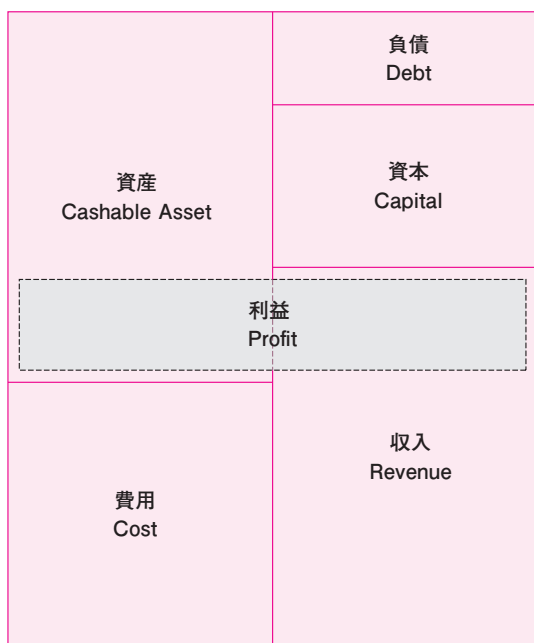 負債
Debt
資産
Cashable Asset
資本
Capital
利益
Profit
収入
Revenue
費用
Cost